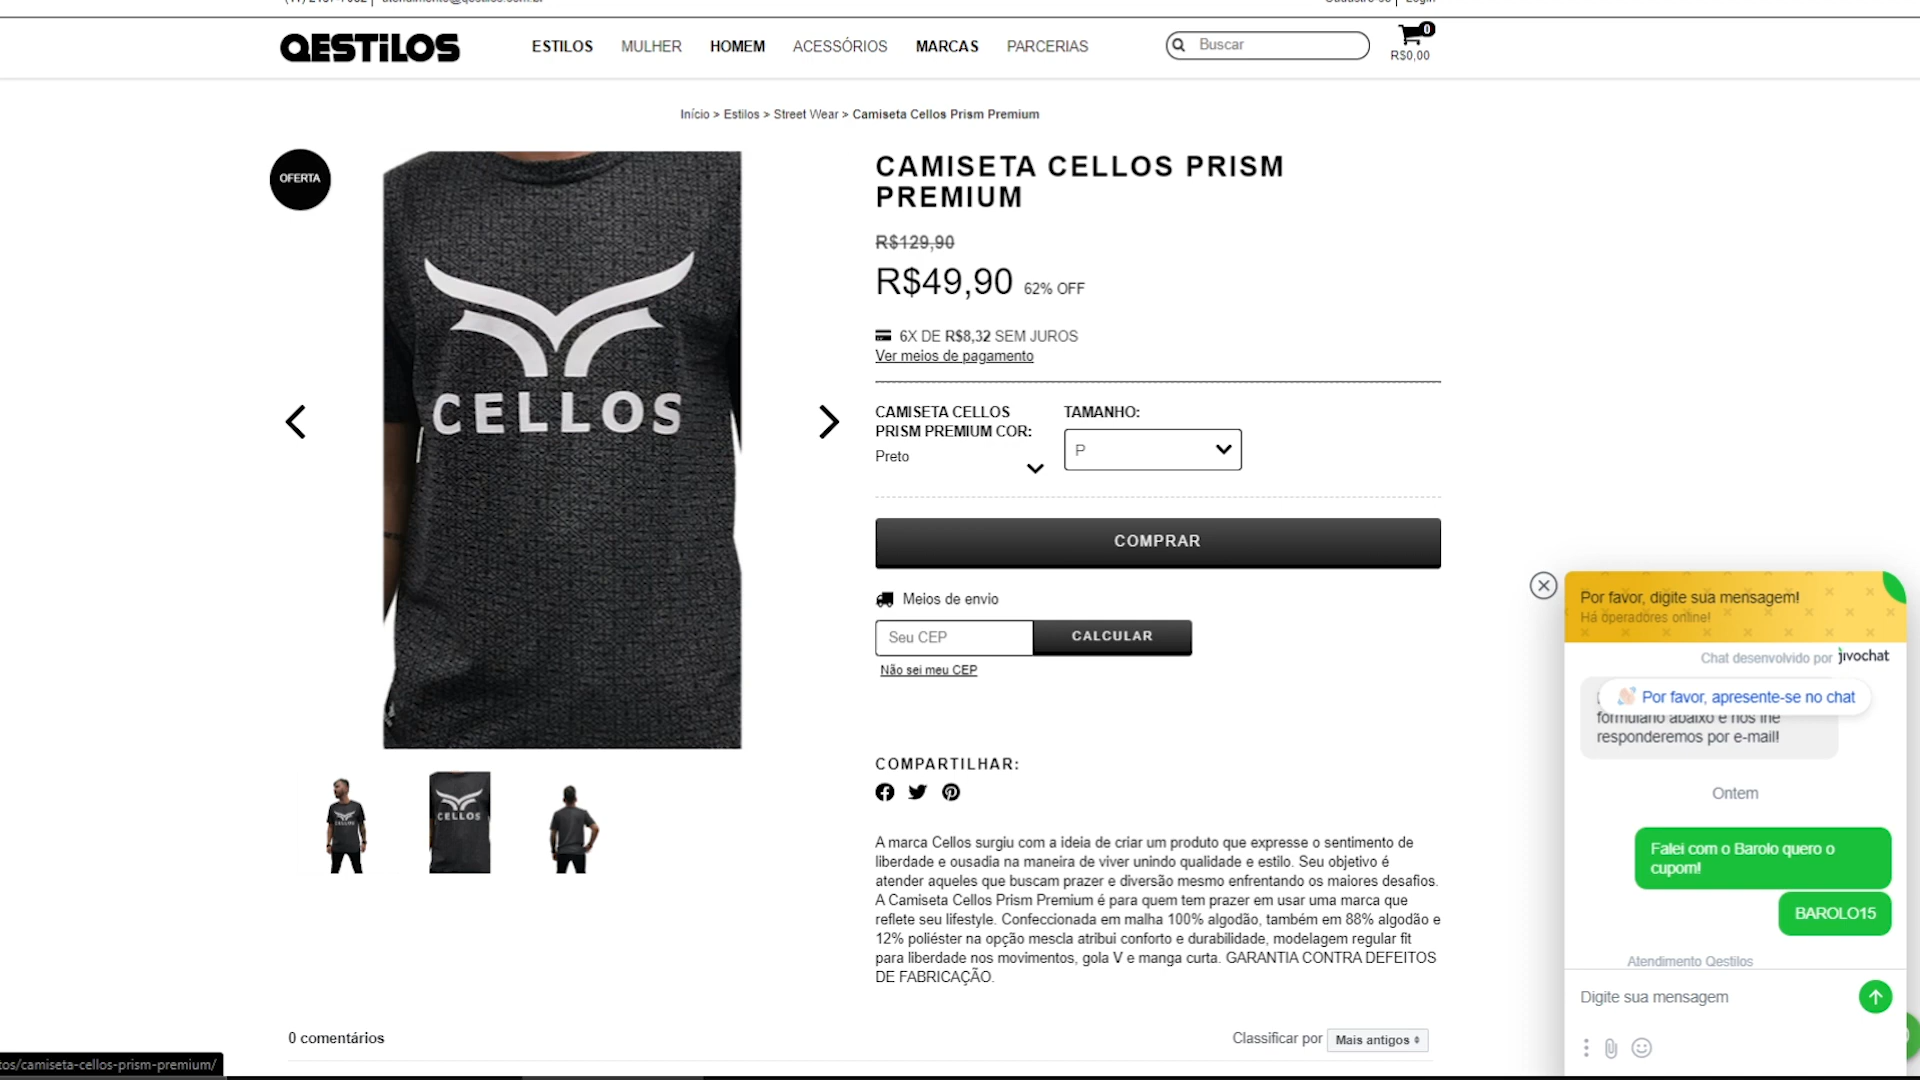 QESTILOS
ESTILOS MULHER HOMEM ACESSÓRIOS MARCAS PARCERIAS
Buscar
0
R$0,00
Início > Estilos > Street Wear > Camiseta Cellos Prism Premium
OFERTA
CELLOS
CAMISETA CELLOS PRISM
PREMIUM
R$129,90
R$49,90 62% OFF
6X DE R$8,32 SEM JUROS
Ver meios de pagamento
CAMISETA CELLOS
PRISM PREMIUM COR:
Preto
TAMANHO:
P
COMPRAR
Meios de envio
Seu CEP
CALCULAR
Não sei meu CEP
COMPARTILHAR:
CELLOS
A marca Cellos surgiu com a ideia de criar um produto que expresse o sentimento de
liberdade e ousadia na maneira de viver unindo qualidade e estilo. Seu objetivo é
atender aqueles que buscam prazer e diversão mesmo enfrentando os maiores desafios.
A Camiseta Cellos Prism Premium é para quem tem prazer em usar uma marca que
reflete seu lifestyle. Confeccionada em malha 100% algodão, também em 88% algodão e
12% poliéster na opção mescla atribui conforto e durabilidade, modelagem regular fit
para liberdade nos movimentos, gola V e manga curta. GARANTIA CONTRA DEFEITOS
DE FABRICAÇÃO.
0 comentários
Classificar por Mais antigos
tos/camiseta-cellos-prism-premium/
Por favor, digite sua mensagem!
Há operadores online!
Chat desenvolvido por jivochat
Por favor, apresente-se no chat
formulário abaixo e nós lhe
responderemos por e-mail!
Ontem
Falei com o Barolo quero o
cupom!
BAROLO15
Atendimento Qestilos
Digite sua mensagem